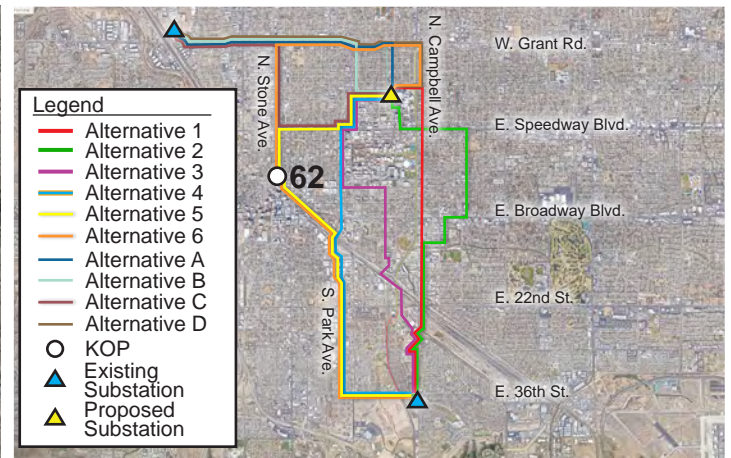 W. Grant Rd.
N. Campbell Ave.
N. Stone Ave.
Legend
Alternative 1
Alternative 2
Alternative 3
Alternative 4
Alternative 5
Alternative 6
Alternative A
Alternative B
Alternative C
Alternative D
KOP
Existing
Substation
Proposed
Substation
E. Speedway Blvd.
62
E. Broadway Blvd.
E. 22nd St.
S. Park Ave.
E. 36th St.